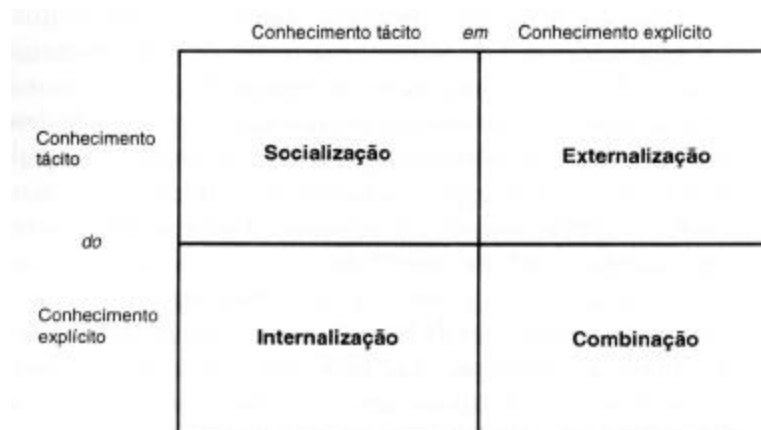 Conhecimento tácito em Conhecimento explícito
Conhecimento
tácito
Socialização Externalização
do
Conhecimento
explícito
Internalização Combinação